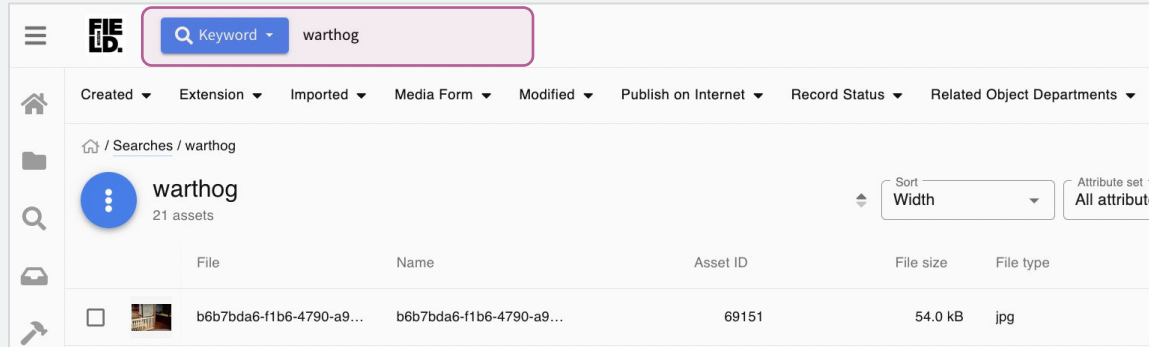 FIELD.
Keyword warthog
Created Extension Imported Media Form Modified Publish on Internet Record Status Related Object Departments
/ Searches / warthog
warthog
21 assets
Sort
Width
Attribute set
All attribut
File Name Asset ID File size File type
b6b7bda6-f1b6-4790-a9... b6b7bda6-f1b6-4790-a9... 69151 54.0 kB jpg